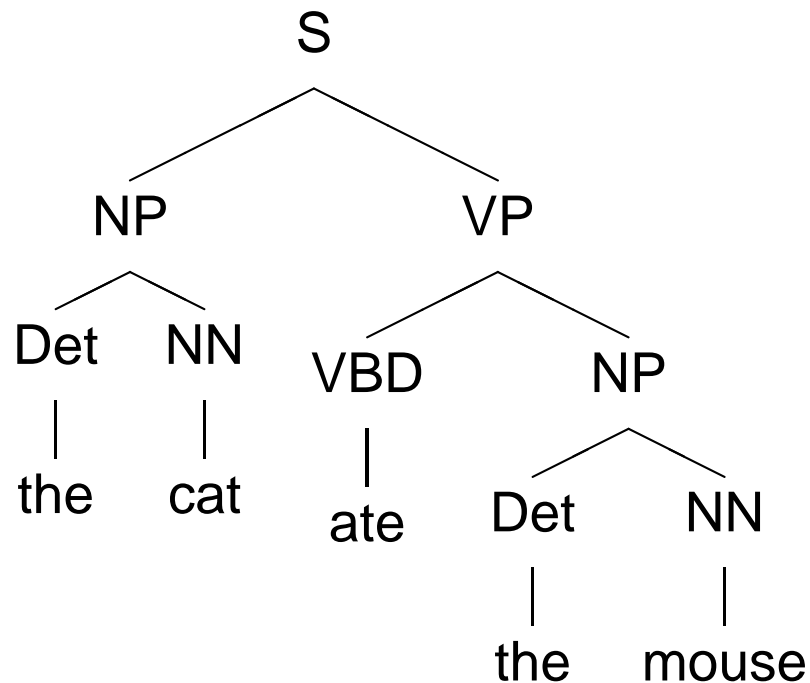 S
NP VP
Det NN VBD NP
the cat ate Det NN
the mouse